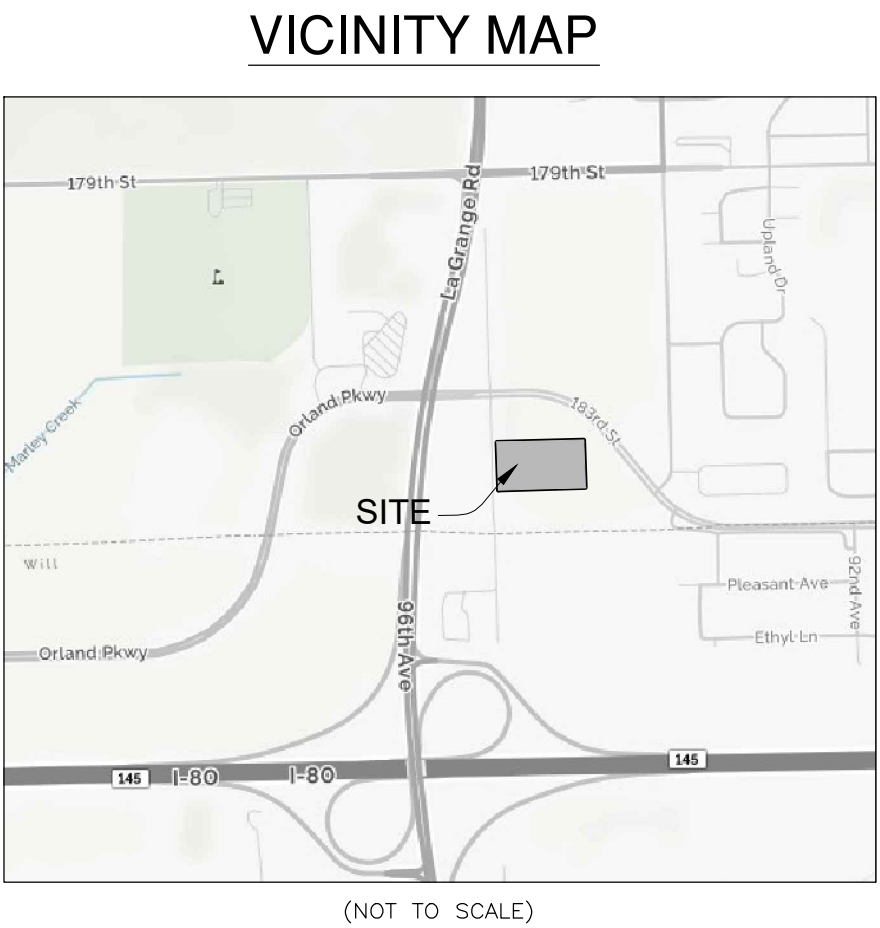 VICINITY MAP
179th St
179th St
La Grange Rd
Upland Dr
Orland Pkwy
183rd St
Marley Creek
SITE
Will
96th Ave
Pleasant Ave
92nd Ave
Ethyl Ln
Orland Pkwy
145
145 I-80 I-80
(NOT TO SCALE)